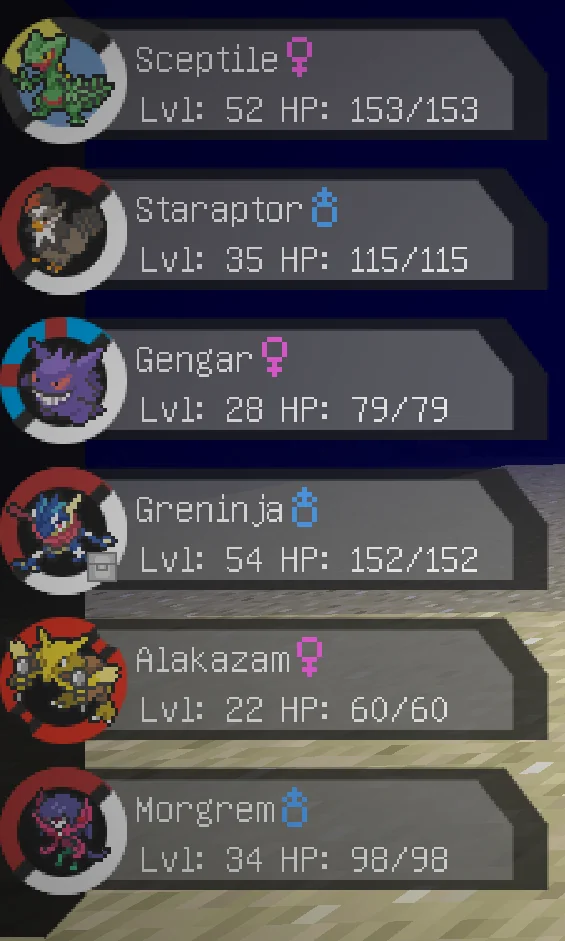 Sceptile♀
Lvl: 52 HP: 153/153
Staraptor♂
Lvl: 35 HP: 115/115
Gengar♀
Lvl: 28 HP: 79/79
Greninja♂
Lvl: 54 HP: 152/152
Alakazam♀
Lvl: 22 HP: 60/60
Morgrem♂
Lvl: 34 HP: 98/98